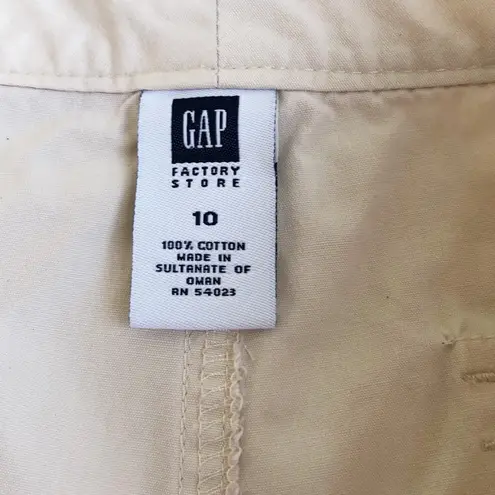 GAP
FACTORY
STORE
10
100% COTTON
MADE IN
SULTANATE OF
OMAN
RN 54023